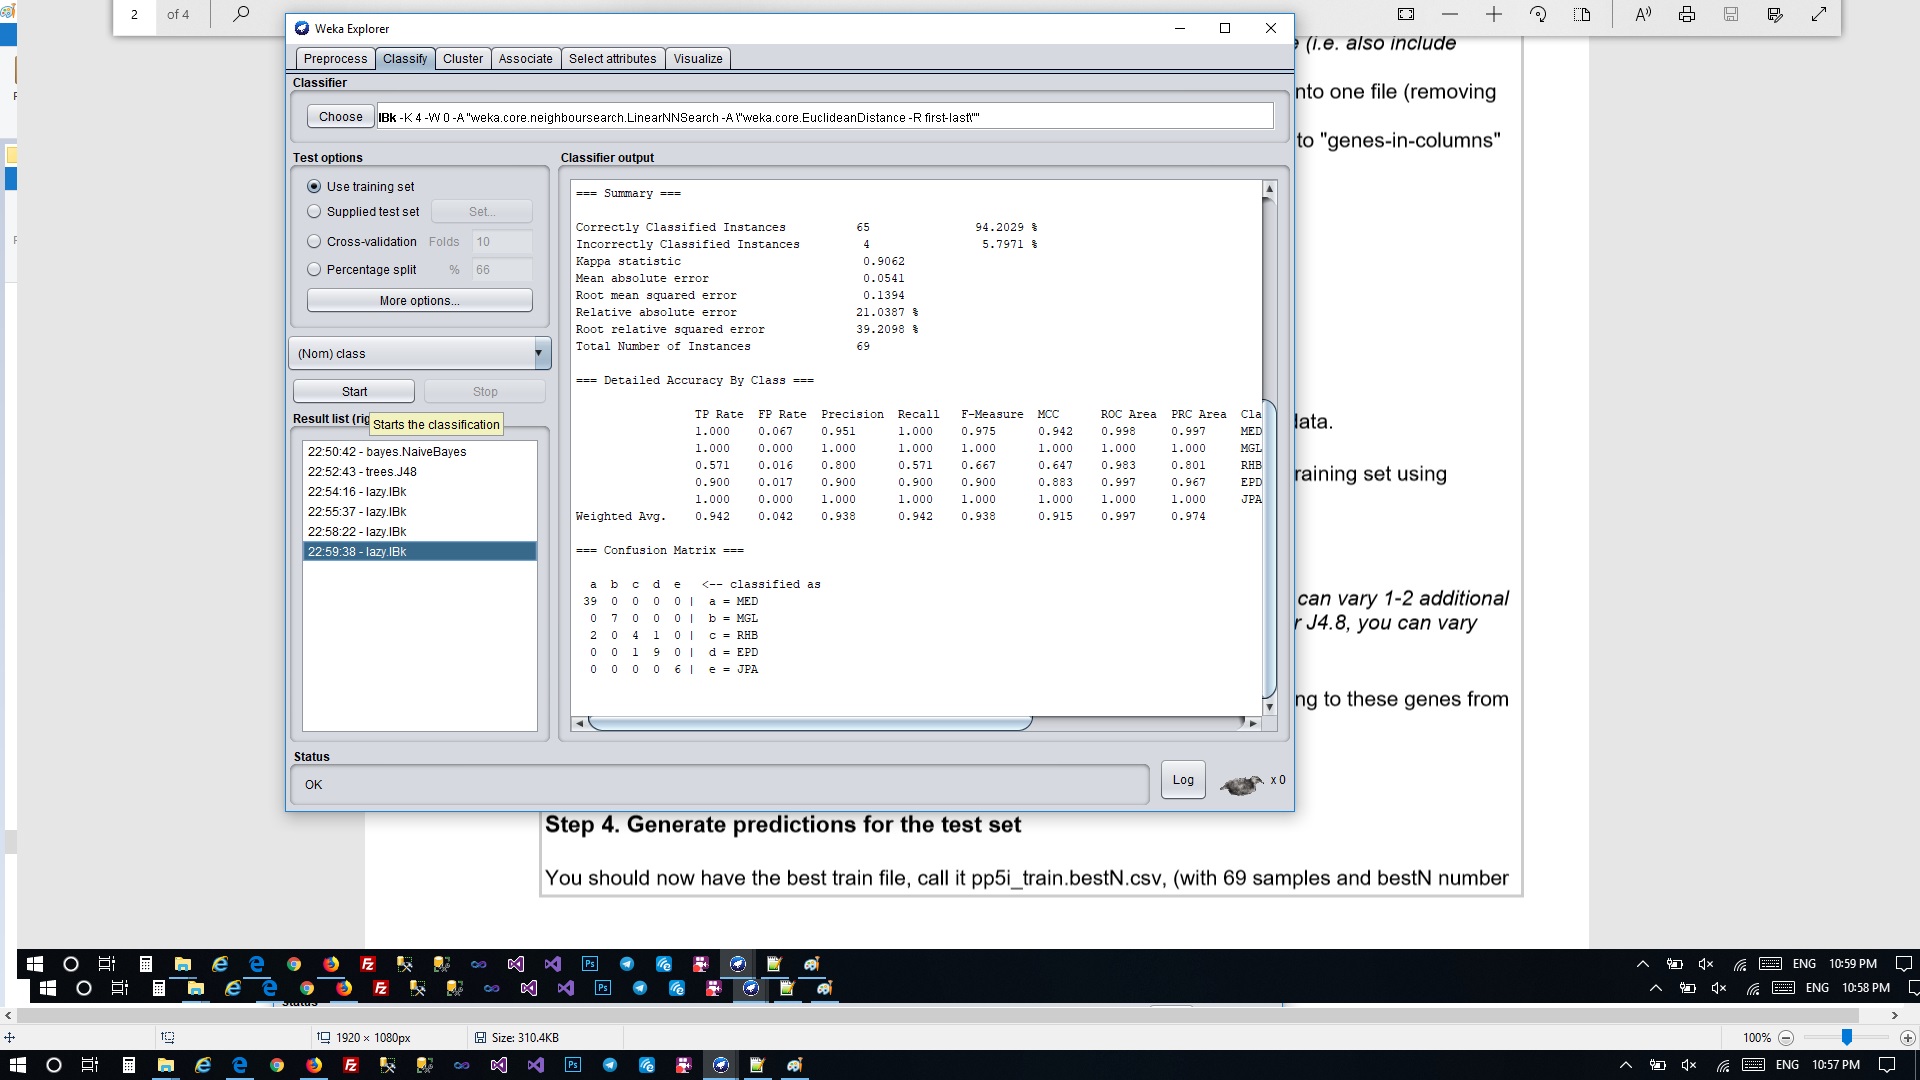 2 of 4
Weka Explorer
(i.e. also include
Preprocess Classify Cluster Associate Select attributes Visualize
Classifier
nto one file (removing
Choose IBk -K 4 -W 0 -A "weka.core.neighboursearch.LinearNNSearch -A \"weka.core.EuclideanDistance -R first-last\""
to "genes-in-columns"
Test options
Use training set
Supplied test set Set...
Cross-validation Folds 10
Percentage split % 66
More options...
(Nom) class
Start Stop
Result list (rig
Starts the classification
22:50:42 - bayes.NaiveBayes
22:52:43 - trees.J48
22:54:16 - lazy.IBk
22:55:37 - lazy.IBk
22:58:22 - lazy.IBk
22:59:38 - lazy.IBk
Classifier output
=== Summary ===
Correctly Classified Instances 65 94.2029 %
Incorrectly Classified Instances 4 5.7971 %
Kappa statistic 0.9062
Mean absolute error 0.0541
Root mean squared error 0.1394
Relative absolute error 21.0387 %
Root relative squared error 39.2098 %
Total Number of Instances 69
=== Detailed Accuracy By Class ===
TP Rate FP Rate Precision Recall F-Measure MCC ROC Area PRC Area Cla
1.000 0.067 0.951 1.000 0.975 0.942 0.998 0.997 MED
1.000 0.000 1.000 1.000 1.000 1.000 1.000 1.000 MGL
0.571 0.016 0.800 0.571 0.667 0.647 0.983 0.801 RHB
0.900 0.017 0.900 0.900 0.900 0.883 0.997 0.967 EPD
1.000 0.000 1.000 1.000 1.000 1.000 1.000 1.000 JPA
Weighted Avg. 0.942 0.042 0.938 0.942 0.938 0.915 0.997 0.974
=== Confusion Matrix ===
a b c d e <-- classified as
39 0 0 0 0 | a = MED
0 7 0 0 0 | b = MGL
2 0 4 1 0 | c = RHB
0 0 1 9 0 | d = EPD
0 0 0 0 6 | e = JPA
lata.
raining set using
can vary 1-2 additional
r J4.8, you can vary
ng to these genes from
Status
OK
Log x 0
Step 4. Generate predictions for the test set
You should now have the best train file, call it pp5i_train.bestN.csv, (with 69 samples and bestN number
ENG 10:59 PM
ENG 10:58 PM
1920 × 1080px Size: 310.4KB 100%
ENG 10:57 PM